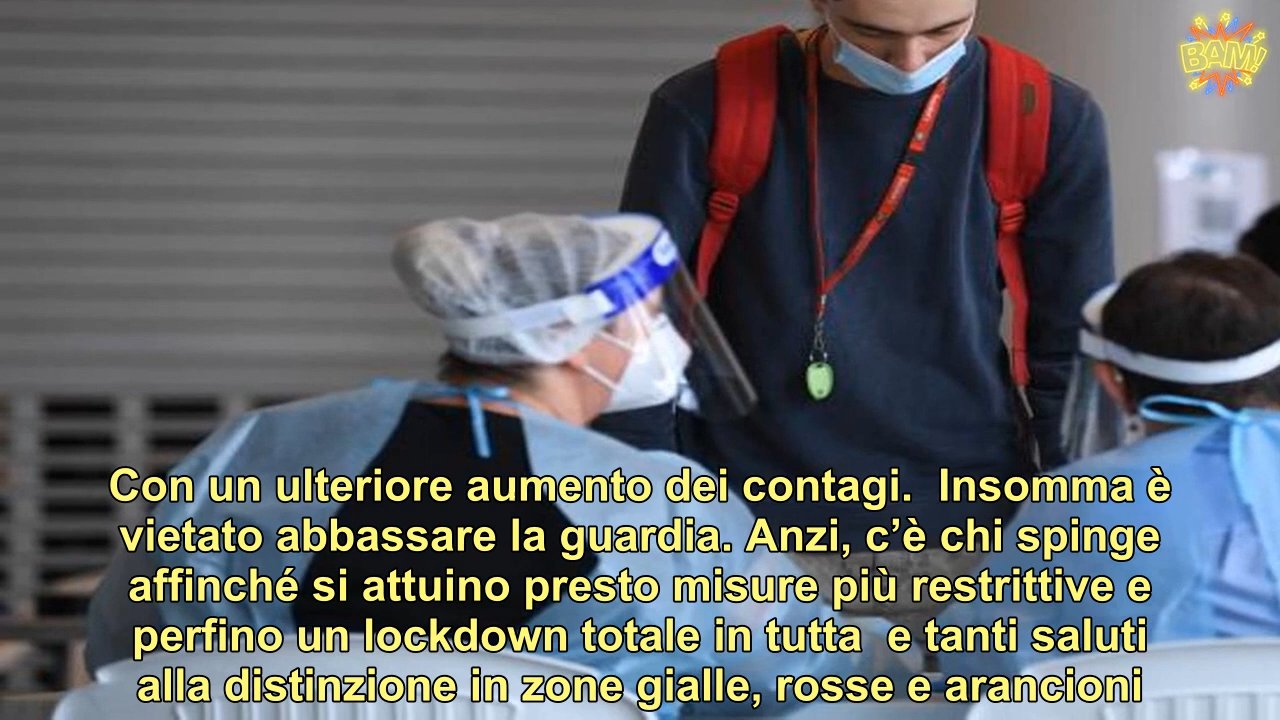 BAM!
Con un ulteriore aumento dei contagi.  Insomma è
vietato abbassare la guardia. Anzi, c’è chi spinge
affinché si attuino presto misure più restrittive e
perfino un lockdown totale in tutta  e tanti saluti
alla distinzione in zone gialle, rosse e arancioni